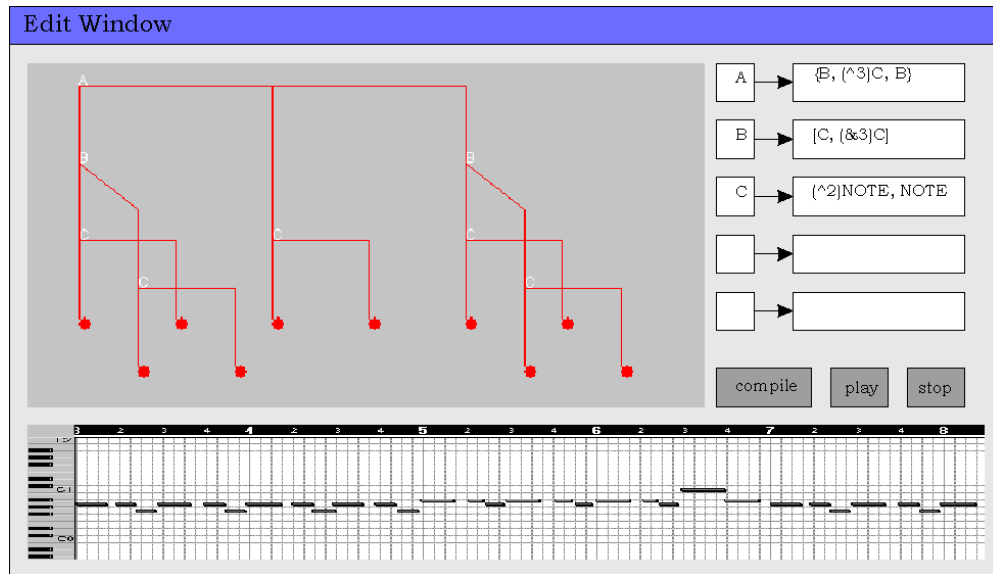 Edit Window
A
B
B
C
C
C
C
C
A
{B, (^3)C, B}
B
[C, (&3)C]
C
(^2)NOTE, NOTE
compile
play
stop
3 2 3 4 4 2 3 4 5 2 3 4 6 2 3 4 7 2 3 4 8
C1
C0